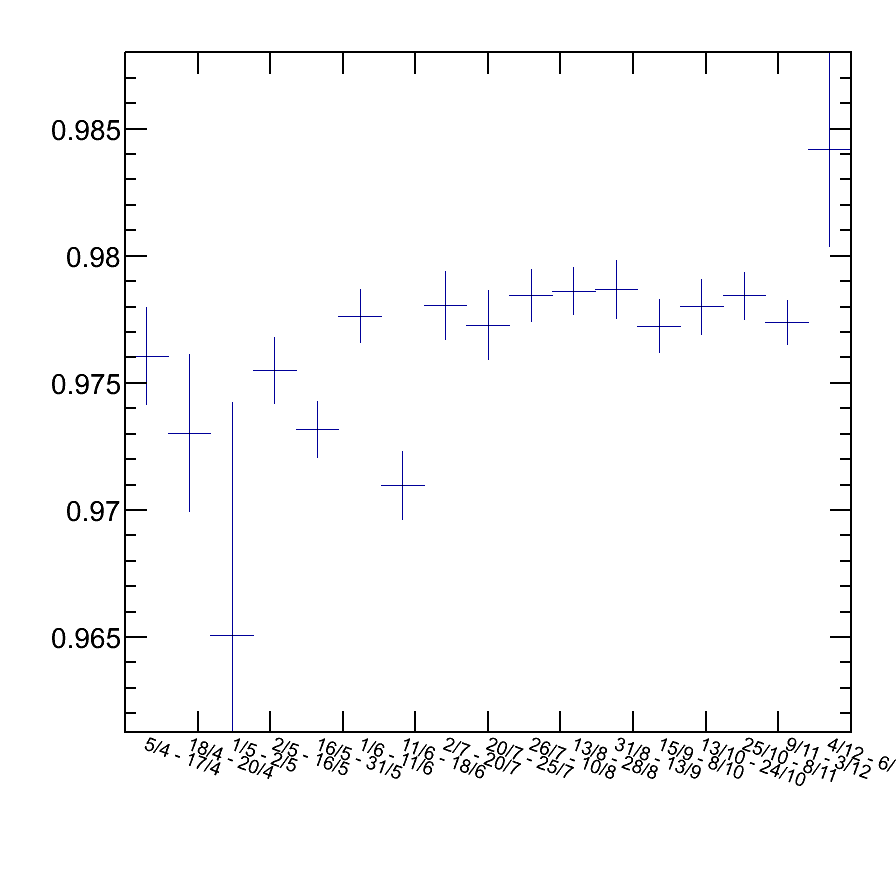 0.985
0.98
0.975
0.97
0.965
5/4 - 17/4
18/4 - 20/4
1/5 - 2/5
2/5 - 16/5
16/5 - 31/5
1/6 - 11/6
11/6 - 18/6
2/7 - 20/7
20/7 - 25/7
26/7 - 10/8
13/8 - 28/8
31/8 - 13/9
15/9 - 8/10
13/10 - 24/10
25/10 - 8/11
9/11 - 3/12
4/12 - 6/